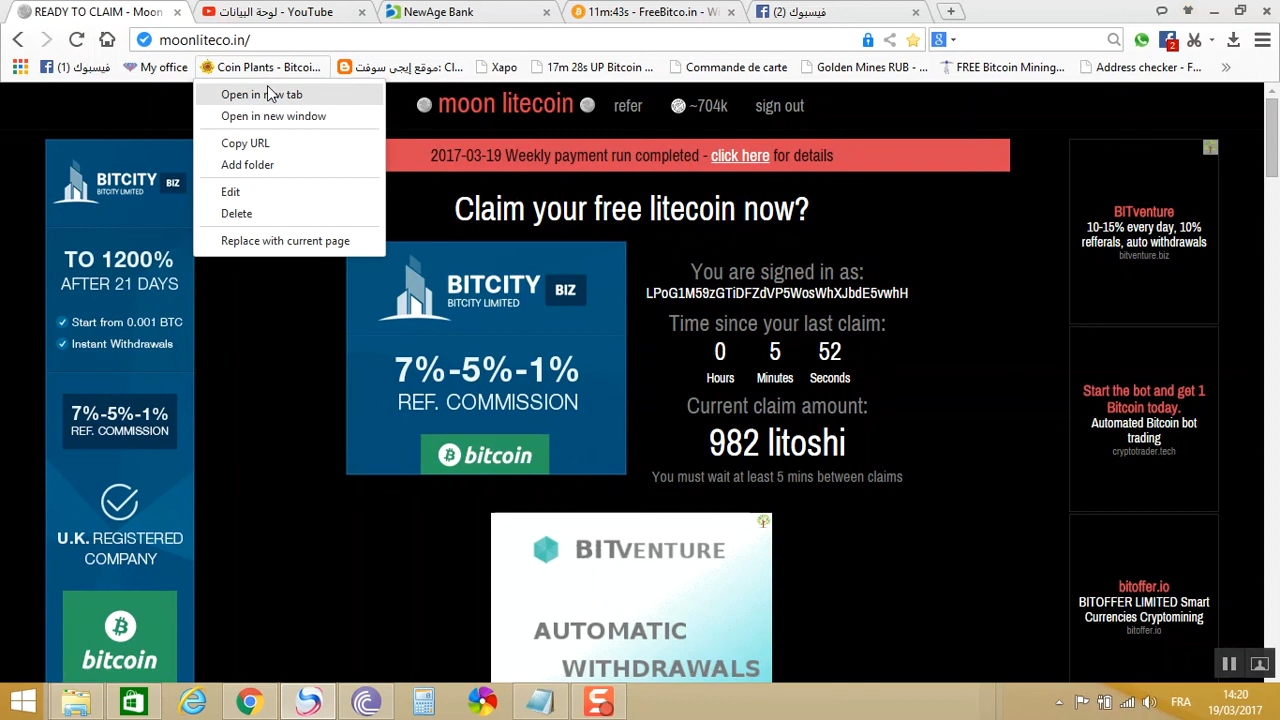 READY TO CLAIM - Moon
لوحة البيانات - YouTube
NewAge Bank
11m:43s - FreeBitco.in - Wi
فيسبوك (1)
moonliteco.in/
2
فيسبوك (1)
My office
Coin Plants - Bitcoi...
موقع إيجى سوفت: Cl...
Xapo
17m 28s UP Bitcoin ...
Commande de carte
Golden Mines RUB - ...
FREE Bitcoin Mining...
Address checker - F...
Open in new tab
Open in new window
Copy URL
Add folder
Edit
Delete
Replace with current page
moon litecoin
refer
~704k
sign out
2017-03-19 Weekly payment run completed - click here for details
Claim your free litecoin now?
BITCITY BIZ
BITCITY LIMITED
TO 1200%
AFTER 21 DAYS
Start from 0.001 BTC
Instant Withdrawals
7%-5%-1%
REF. COMMISSION
U.K. REGISTERED
COMPANY
bitcoin
BITCITY BIZ
BITCITY LIMITED
7%-5%-1%
REF. COMMISSION
bitcoin
You are signed in as:
LPoG1M59zGTiDFZdVP5WosWhXJbdE5vwhH
Time since your last claim:
0 5 52
Hours Minutes Seconds
Current claim amount:
982 litoshi
You must wait at least 5 mins between claims
BITVENTURE
AUTOMATIC
WITHDRAWALS
BITventure
10-15% every day, 10%
refferals, auto withdrawals
bitventure.biz
Start the bot and get 1
Bitcoin today.
Automated Bitcoin bot
trading
cryptotrader.tech
bitoffer.io
BITOFFER LIMITED Smart
Currencies Cryptomining
bitoffer.io
FRA
14:20
19/03/2017